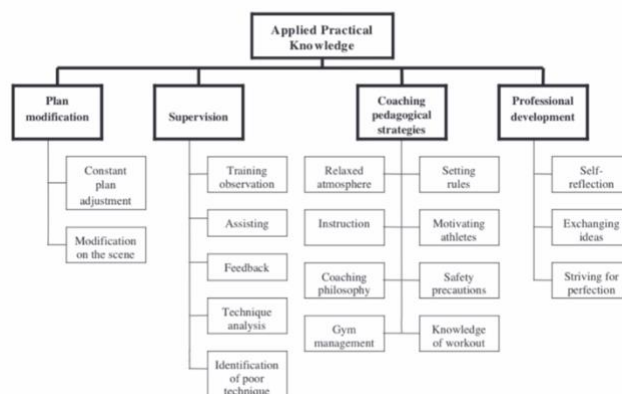 Applied Practical
Knowledge
Plan
modification
Supervision
Coaching
pedagogical
strategies
Professional
development
Constant
plan
adjustment
Modification
on the scene
Training
observation
Assisting
Feedback
Technique
analysis
Identification
of poor
technique
Relaxed
atmosphere
Setting
rules
Instruction
Motivating
athletes
Coaching
philosophy
Safety
precautions
Gym
management
Knowledge
of workout
Self-
reflection
Exchanging
ideas
Striving for
perfection